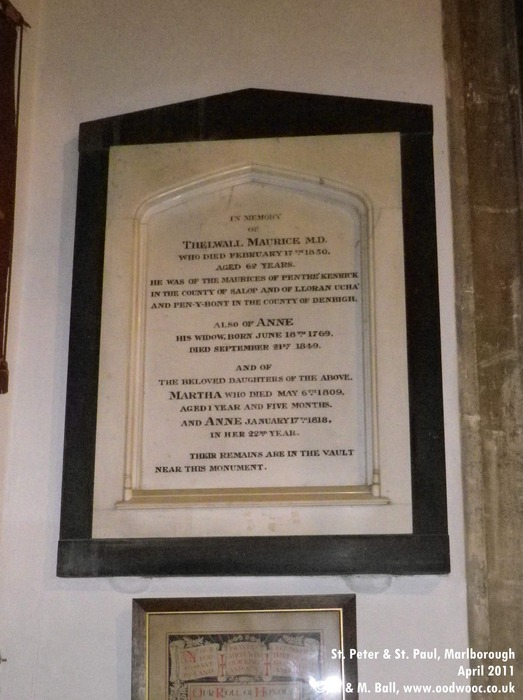 IN MEMORY
OF
THELWALL MAURICE M.D.
WHO DIED FEBRUARY 17TH 1830,
AGED 62 YEARS.
HE WAS OF THE MAURICES OF PENTRE' KENRICK
IN THE COUNTY OF SALOP AND OF LLORAN UCHA'
AND PEN-Y-BONT IN THE COUNTY OF DENBIGH.
ALSO OF ANNE
HIS WIDOW, BORN JUNE 18TH 1769,
DIED SEPTEMBER 21ST 1849.
AND OF
THE BELOVED DAUGHTERS OF THE ABOVE,
MARTHA WHO DIED MAY 6TH 1809,
AGED 1 YEAR AND FIVE MONTHS.
AND ANNE JANUARY 17TH 1818,
IN HER 22ND YEAR.
THEIR REMAINS ARE IN THE VAULT
NEAR THIS MONUMENT.
OUR ROLL OF HONOUR
St. Peter & St. Paul, Marlborough
April 2011
& M. Ball, www.oodwooc.co.uk